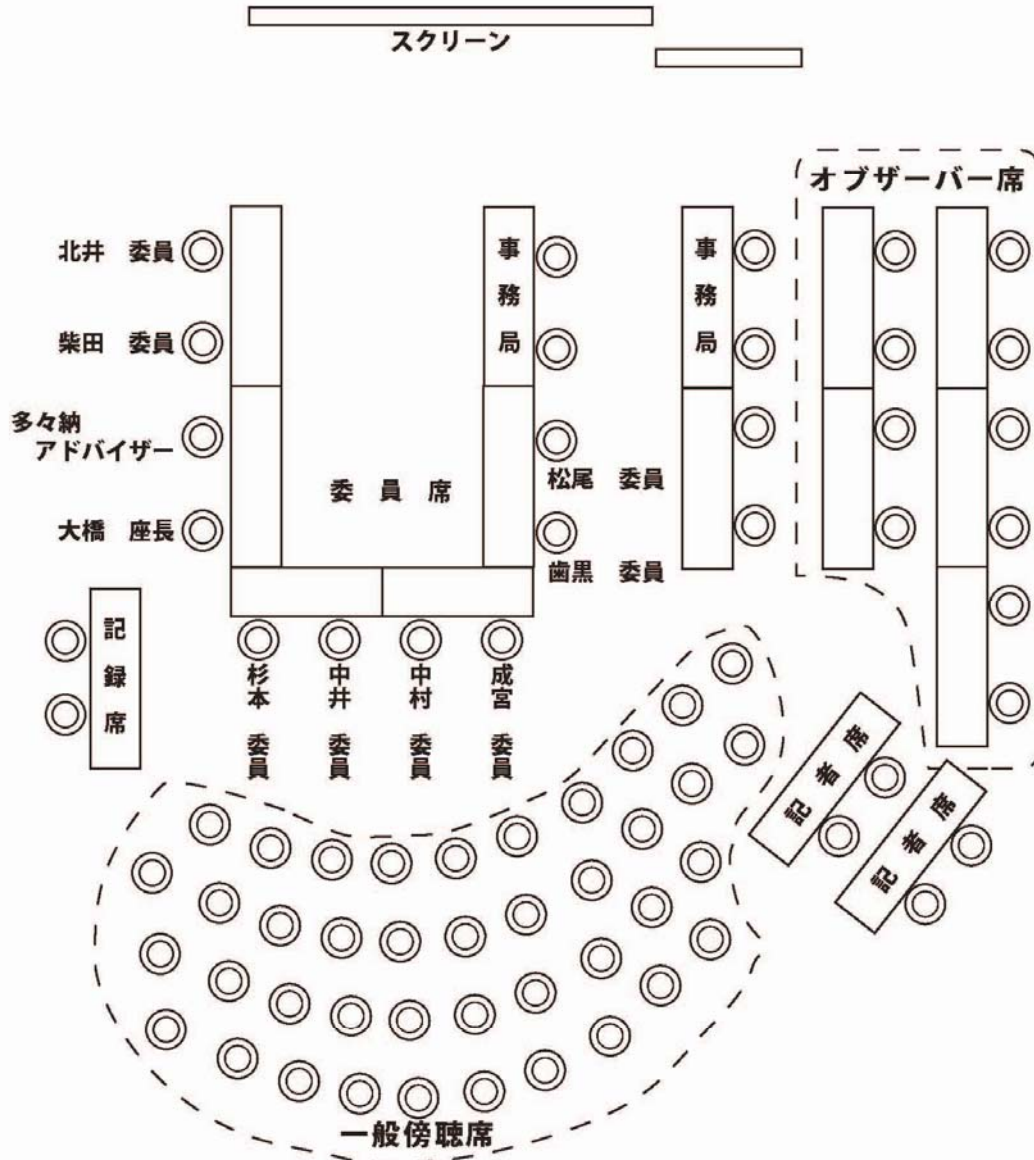 スクリーン
オブザーバー席
北井　委員
柴田　委員
多々納
アドバイザー
大橋　座長
事務局
事務局
委　員　席
松尾　委員
歯黒　委員
記録席
杉本　委員
中井　委員
中村　委員
成宮　委員
記者席
記者席
一般傍聴席